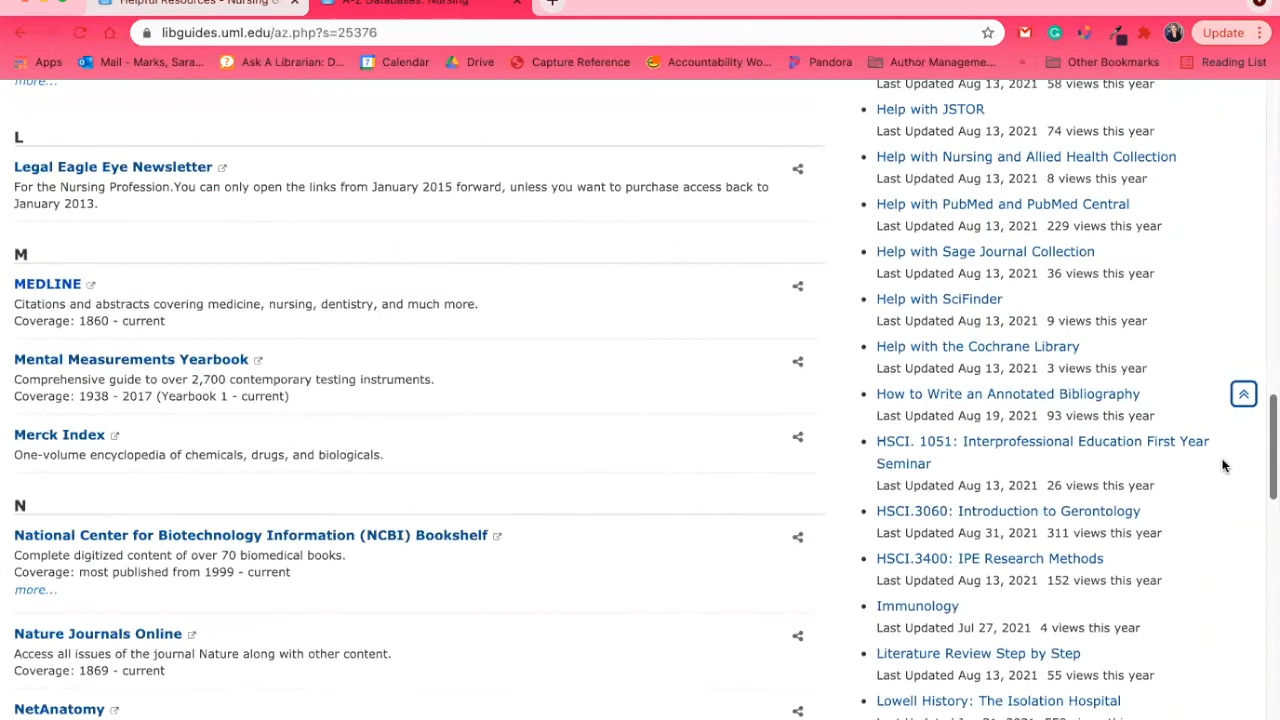 Helpful Resources - Nursing
A-Z Databases: Nursing
libguides.uml.edu/az.php?s=25376
Update
Apps
Mail - Marks, Sara...
Ask A Librarian: D...
Calendar
Drive
Capture Reference
Accountability Wo...
Pandora
Author Manageme...
»
Other Bookmarks
Reading List
more...
L
Legal Eagle Eye Newsletter
For the Nursing Profession.You can only open the links from January 2015 forward, unless you want to purchase access back to
January 2013.
M
MEDLINE
Citations and abstracts covering medicine, nursing, dentistry, and much more.
Coverage: 1860 - current
Mental Measurements Yearbook
Comprehensive guide to over 2,700 contemporary testing instruments.
Coverage: 1938 - 2017 (Yearbook 1 - current)
Merck Index
One-volume encyclopedia of chemicals, drugs, and biologicals.
N
National Center for Biotechnology Information (NCBI) Bookshelf
Complete digitized content of over 70 biomedical books.
Coverage: most published from 1999 - current
more...
Nature Journals Online
Access all issues of the journal Nature along with other content.
Coverage: 1869 - current
NetAnatomy
Last Updated Aug 13, 2021 58 views this year
Help with JSTOR
Last Updated Aug 13, 2021 74 views this year
Help with Nursing and Allied Health Collection
Last Updated Aug 13, 2021 8 views this year
Help with PubMed and PubMed Central
Last Updated Aug 13, 2021 229 views this year
Help with Sage Journal Collection
Last Updated Aug 13, 2021 36 views this year
Help with SciFinder
Last Updated Aug 13, 2021 9 views this year
Help with the Cochrane Library
Last Updated Aug 13, 2021 3 views this year
How to Write an Annotated Bibliography
Last Updated Aug 19, 2021 93 views this year
HSCI. 1051: Interprofessional Education First Year
Seminar
Last Updated Aug 13, 2021 26 views this year
HSCI.3060: Introduction to Gerontology
Last Updated Aug 31, 2021 311 views this year
HSCI.3400: IPE Research Methods
Last Updated Aug 13, 2021 152 views this year
Immunology
Last Updated Jul 27, 2021 4 views this year
Literature Review Step by Step
Last Updated Aug 13, 2021 55 views this year
Lowell History: The Isolation Hospital